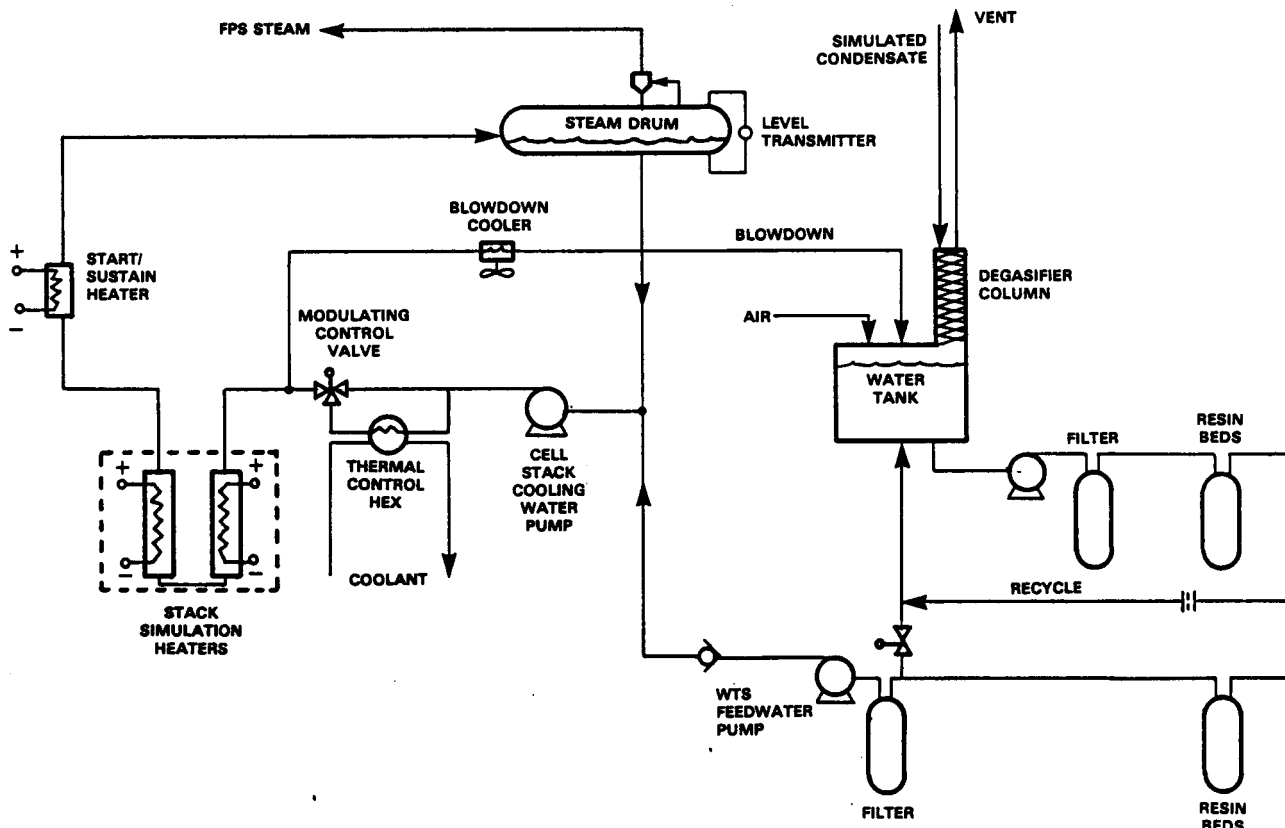 FPS STEAM
SIMULATED
CONDENSATE
VENT
STEAM DRUM
LEVEL
TRANSMITTER
BLOWDOWN
COOLER
BLOWDOWN
DEGASIFIER
COLUMN
+
START/
SUSTAIN
HEATER
−
MODULATING
CONTROL
VALVE
AIR
WATER
TANK
FILTER
RESIN
BEDS
+
+
THERMAL
CONTROL
HEX
CELL
STACK
COOLING
WATER
PUMP
−
−
COOLANT
RECYCLE
STACK
SIMULATION
HEATERS
WTS
FEEDWATER
PUMP
FILTER
RESIN
BEDS